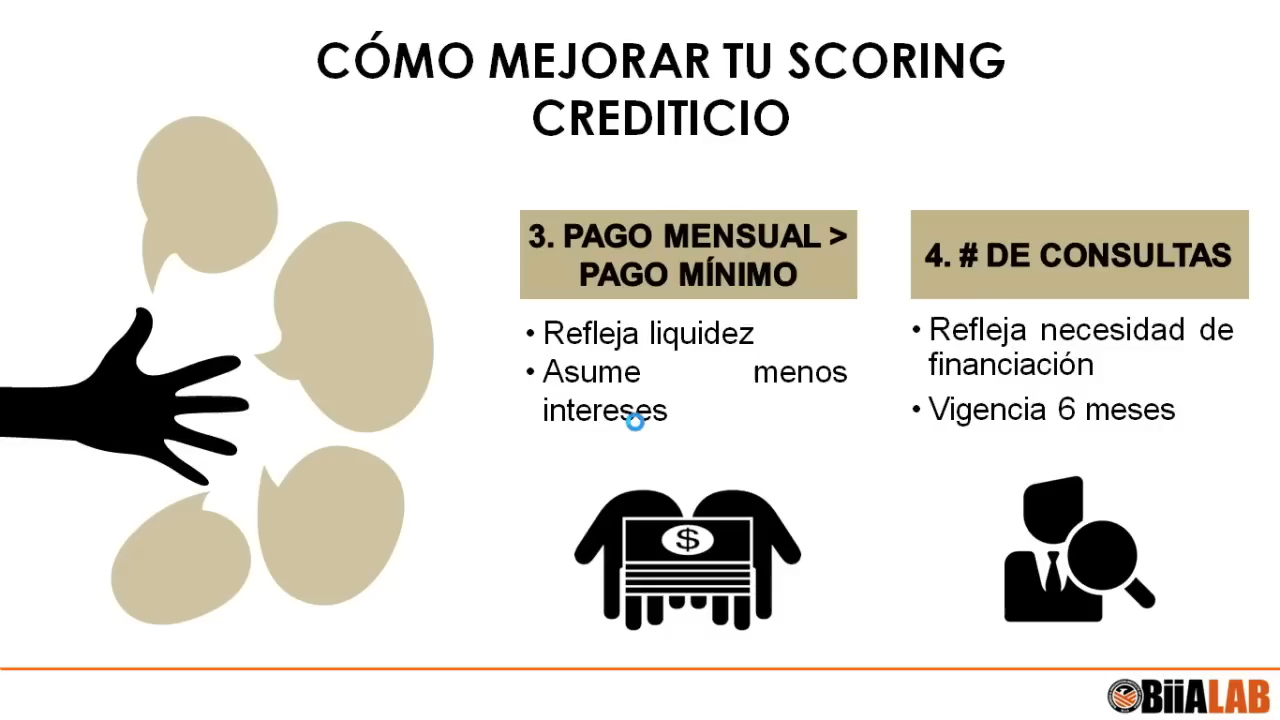 CÓMO MEJORAR TU SCORING
CREDITICIO
3. PAGO MENSUAL >
PAGO MÍNIMO
• Refleja liquidez
• Asume menos
intereses
4. # DE CONSULTAS
• Refleja necesidad de
financiación
• Vigencia 6 meses
$
BiiALAB